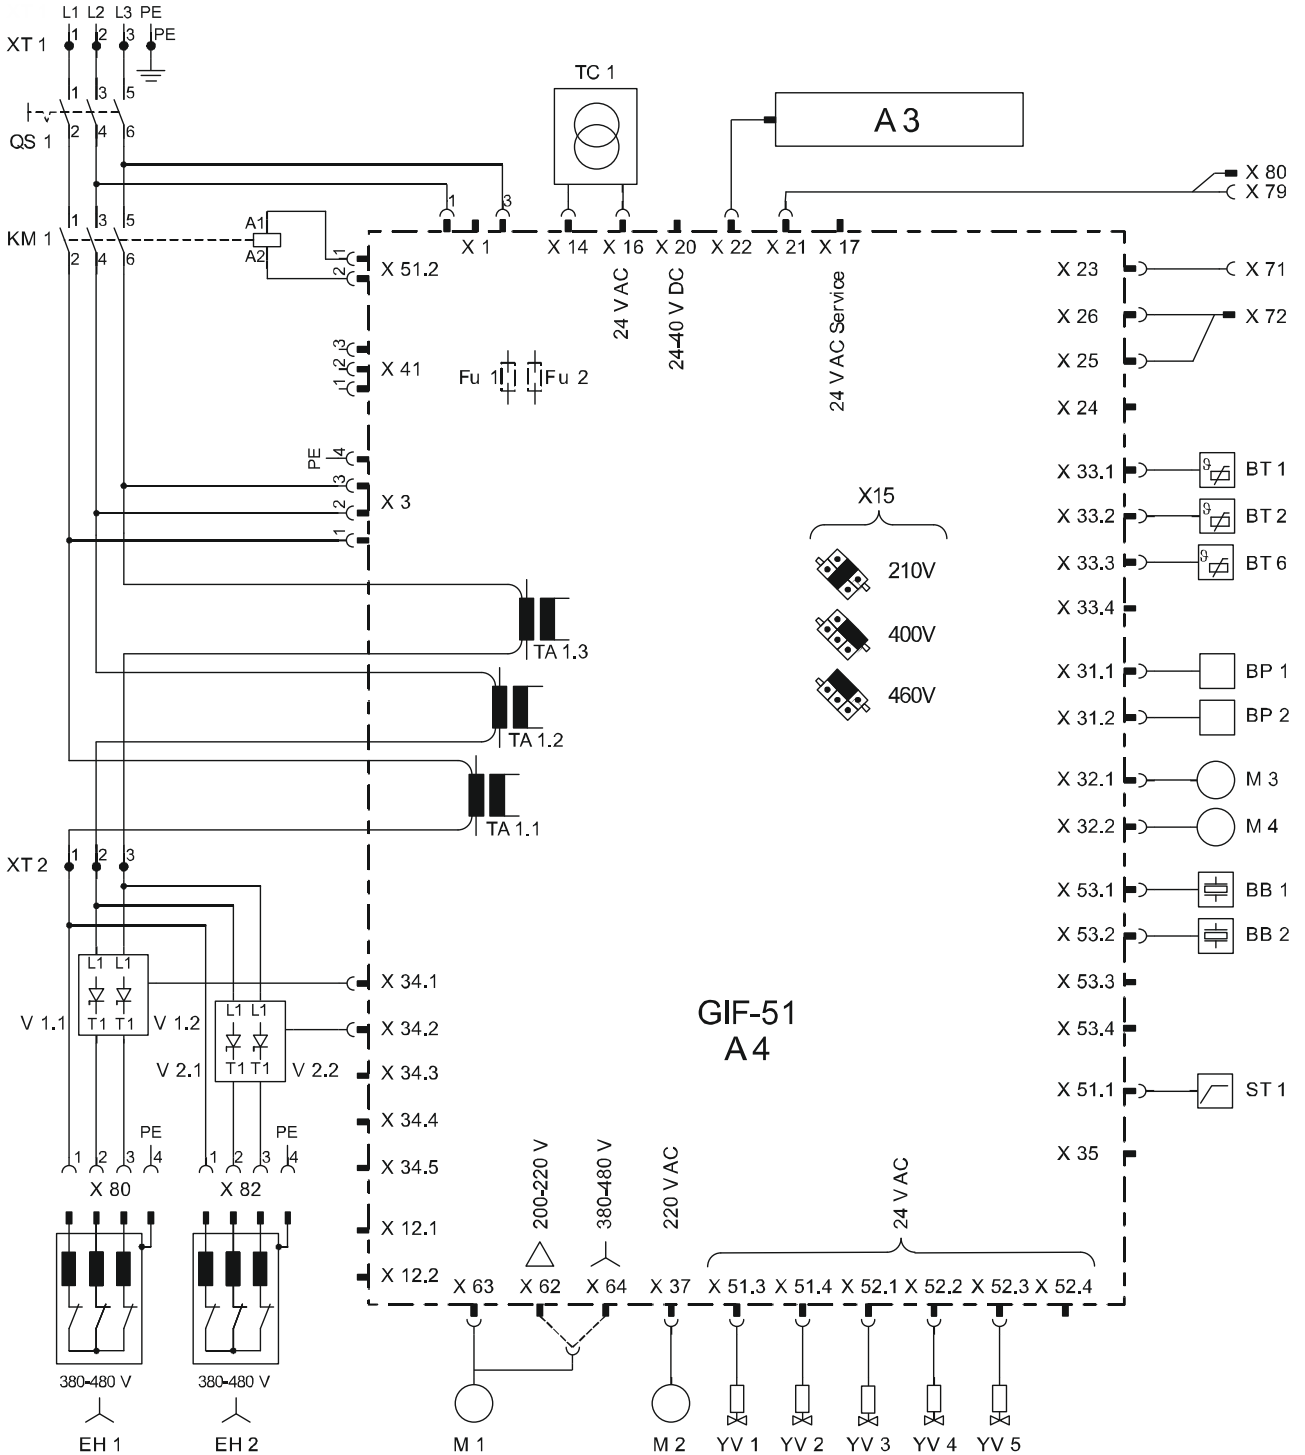 L1 L2 L3 PE
XT 1 1 2 3 PE
TC 1
A 3
1 3 5
QS 1 2 4 6
X 80
X 79
1 3
1 3 5
KM 1 2 4 6
A1
A2
1
2
X 51.2
X 1 X 14 X 16 X 20 X 22 X 21 X 17
24 V AC
24-40 V DC
24 V AC Service
X 23 X 71
X 26 X 72
X 25
X 24
3
2
1
X 41
Fu 1 Fu 2
PE 4
3
2
1
X 3
X 33.1 ϑ BT 1
X 33.2 ϑ BT 2
X 33.3 ϑ BT 6
X 33.4
X15
210V
400V
460V
TA 1.3
TA 1.2
TA 1.1
X 31.1 BP 1
X 31.2 BP 2
X 32.1 M 3
X 32.2 M 4
X 53.1 BB 1
X 53.2 BB 2
X 53.3
X 53.4
X 51.1 ST 1
X 35
XT 2 1 2 3
L1 L1
V 1.1 T1 T1 V 1.2
L1 L1
V 2.1 T1 T1 V 2.2
X 34.1
X 34.2
X 34.3
X 34.4
X 34.5
X 12.1
X 12.2
GIF-51
A 4
PE PE
1 2 3 4 1 2 3 4
X 80 X 82
200-220 V
380-480 V
220 V AC
24 V AC
X 63 X 62 X 64 X 37 X 51.3 X 51.4 X 52.1 X 52.2 X 52.3 X 52.4
380-480 V 380-480 V
EH 1 EH 2 M 1 M 2 YV 1 YV 2 YV 3 YV 4 YV 5